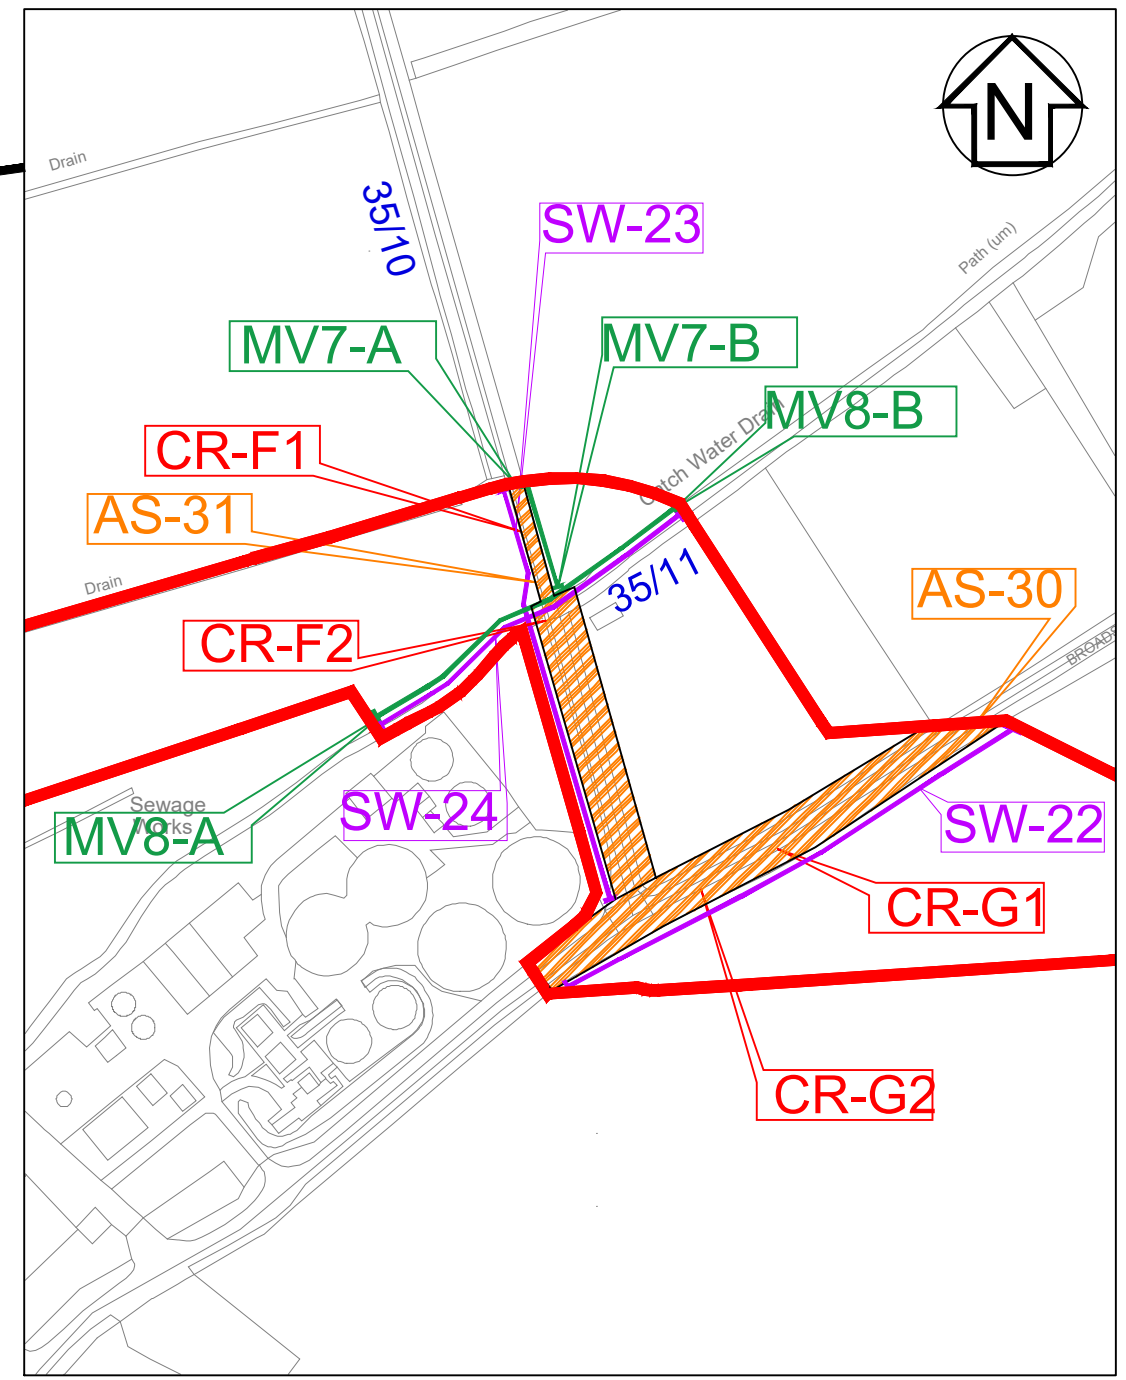 N
Drain
35/10
SW-23
Path (um)
MV7-A
MV7-B
MV8-B
CR-F1
Catch Water Drain
AS-31
Drain
35/11
AS-30
CR-F2
BROADS
Sewage
Works
SW-24
MV8-A
SW-22
CR-G1
CR-G2